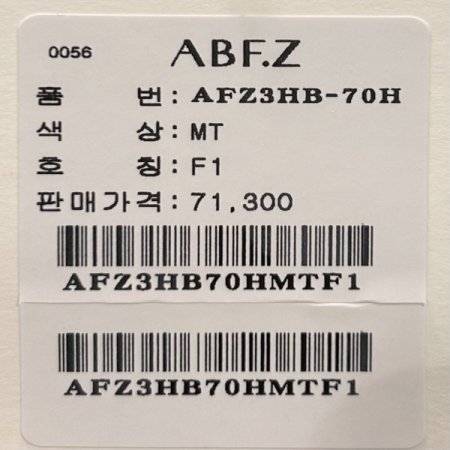 0056 ABF.Z
품 번 : AFZ3HB-70H
색 상 : MT
호 칭 : F1
판매가격 : 71,300
AFZ3HB70HMTF1
AFZ3HB70HMTF1